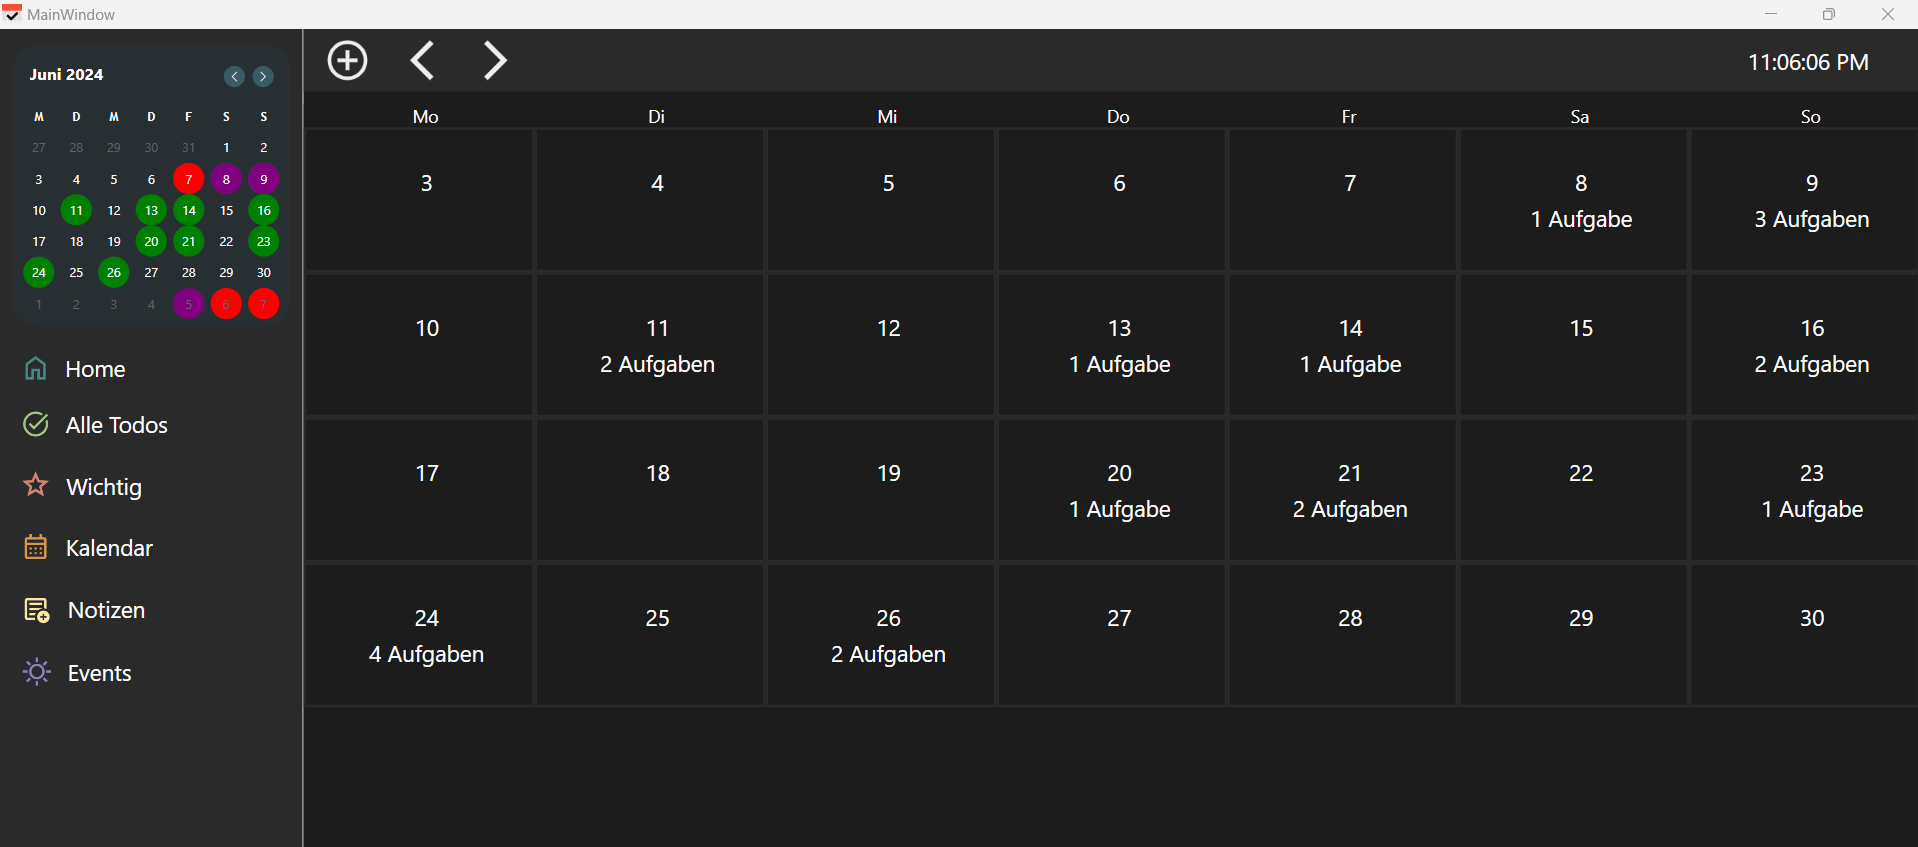 MainWindow
Juni 2024
M D M D F S S
27 28 29 30 31 1 2
3 4 5 6 7 8 9
10 11 12 13 14 15 16
17 18 19 20 21 22 23
24 25 26 27 28 29 30
1 2 3 4 5 6 7
Home
Alle Todos
Wichtig
Kalendar
Notizen
Events
11:06:06 PM
Mo Di Mi Do Fr Sa So
3 4 5 6 7 8 9
1 Aufgabe 3 Aufgaben
10 11 12 13 14 15 16
2 Aufgaben 1 Aufgabe 1 Aufgabe 2 Aufgaben
17 18 19 20 21 22 23
1 Aufgabe 2 Aufgaben 1 Aufgabe
24 25 26 27 28 29 30
4 Aufgaben 2 Aufgaben